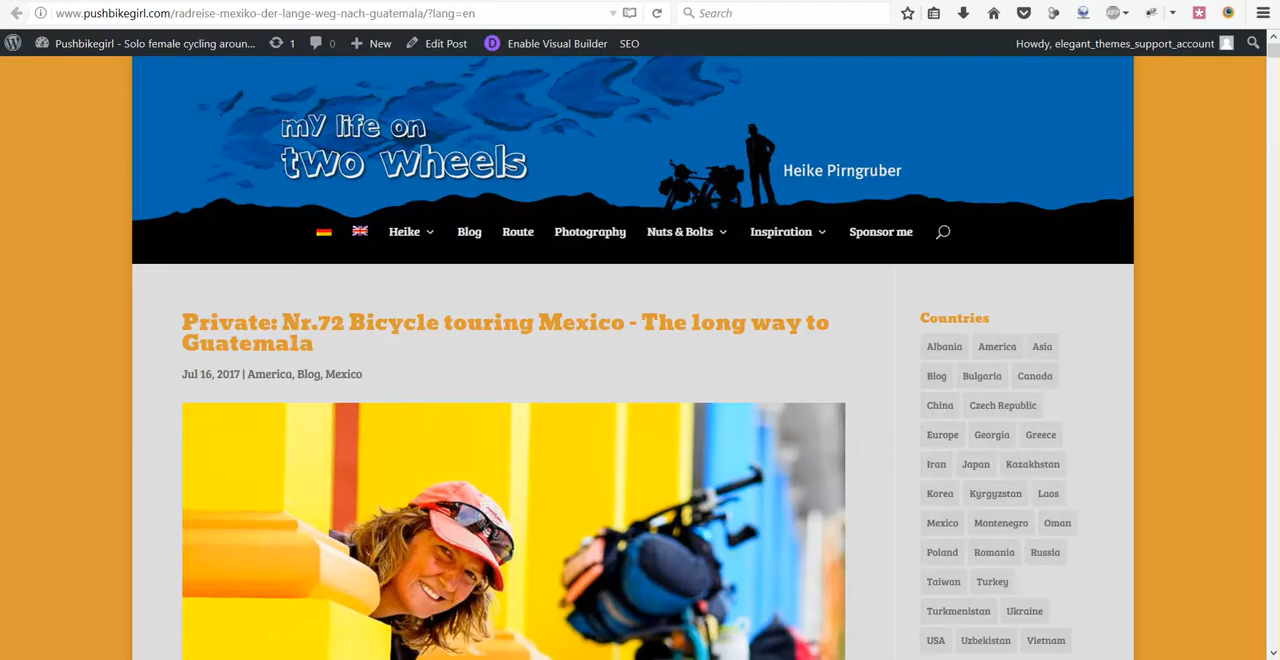 www.pushbikegirl.com/radreise-mexiko-der-lange-weg-nach-guatemala/?lang=en
Search
Pushbikegirl - Solo female cycling aroun... 1 0 New Edit Post Enable Visual Builder SEO
Howdy, elegant_themes_support_account
my life on
two wheels
Heike Pirngruber
Heike Blog Route Photography Nuts & Bolts Inspiration Sponsor me
Private: Nr.72 Bicycle touring Mexico - The long way to
Guatemala
Jul 16, 2017 | America, Blog, Mexico
Countries
Albania America Asia
Blog Bulgaria Canada
China Czech Republic
Europe Georgia Greece
Iran Japan Kazakhstan
Korea Kyrgyzstan Laos
Mexico Montenegro Oman
Poland Romania Russia
Taiwan Turkey
Turkmenistan Ukraine
USA Uzbekistan Vietnam